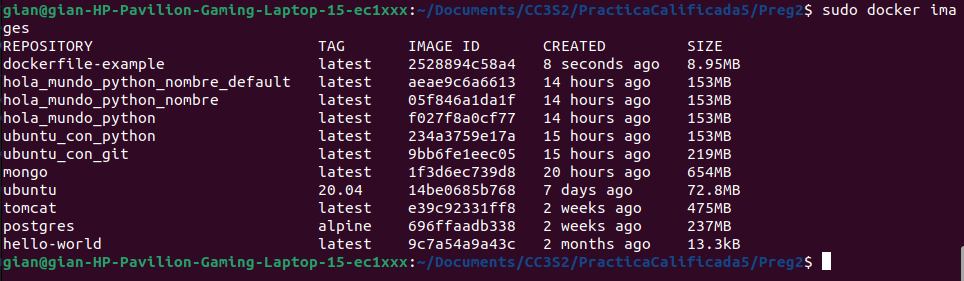 gian@gian-HP-Pavilion-Gaming-Laptop-15-ec1xxx:~/Documents/CC3S2/PracticaCalificada5/Preg2$ sudo docker ima
ges
REPOSITORY TAG IMAGE ID CREATED SIZE
dockerfile-example latest 2528894c58a4 8 seconds ago 8.95MB
hola_mundo_python_nombre_default latest aeae9c6a6613 14 hours ago 153MB
hola_mundo_python_nombre latest 05f846a1da1f 14 hours ago 153MB
hola_mundo_python latest f027f8a0cf77 14 hours ago 153MB
ubuntu_con_python latest 234a3759e17a 15 hours ago 153MB
ubuntu_con_git latest 9bb6fe1eec05 15 hours ago 219MB
mongo latest 1f3d6ec739d8 20 hours ago 654MB
ubuntu 20.04 14be0685b768 7 days ago 72.8MB
tomcat latest e39c92331ff8 2 weeks ago 475MB
postgres alpine 696ffaadb338 2 weeks ago 237MB
hello-world latest 9c7a54a9a43c 2 months ago 13.3kB
gian@gian-HP-Pavilion-Gaming-Laptop-15-ec1xxx:~/Documents/CC3S2/PracticaCalificada5/Preg2$